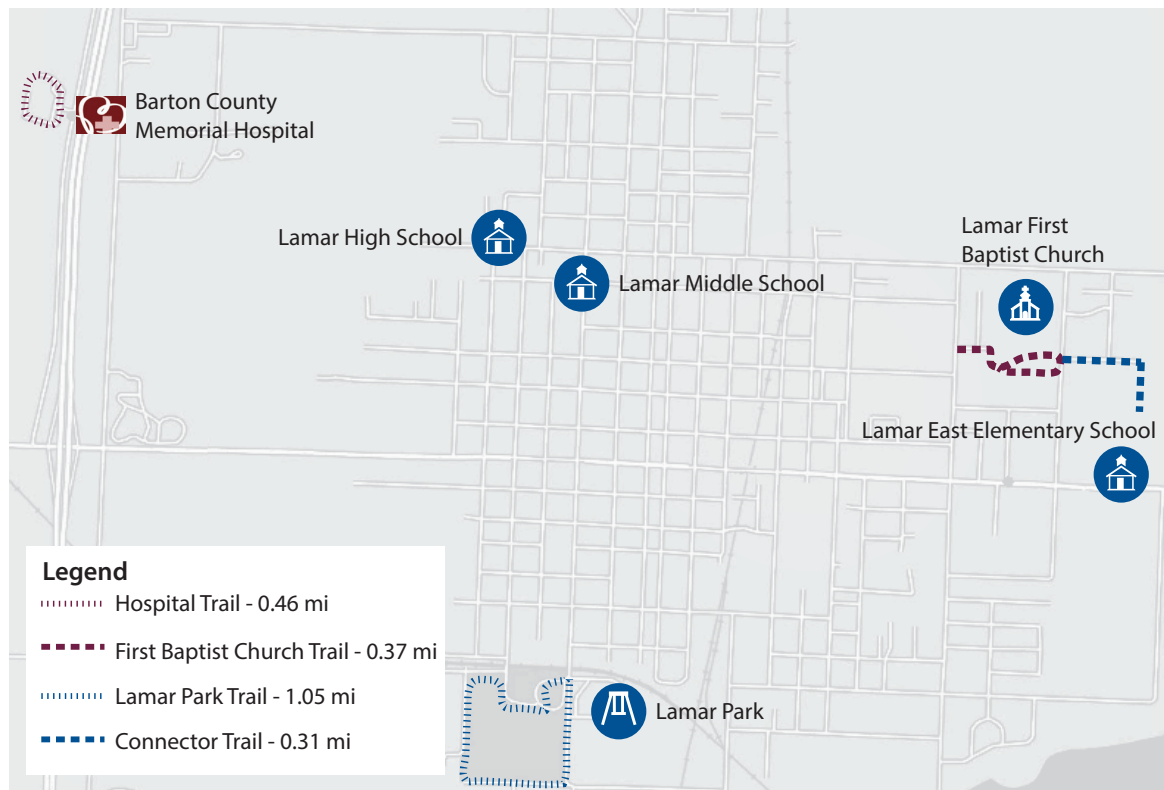 Barton County
Memorial Hospital
Lamar High School
Lamar Middle School
Lamar First
Baptist Church
Lamar East Elementary School
Legend
Hospital Trail - 0.46 mi
First Baptist Church Trail - 0.37 mi
Lamar Park Trail - 1.05 mi
Connector Trail - 0.31 mi
Lamar Park